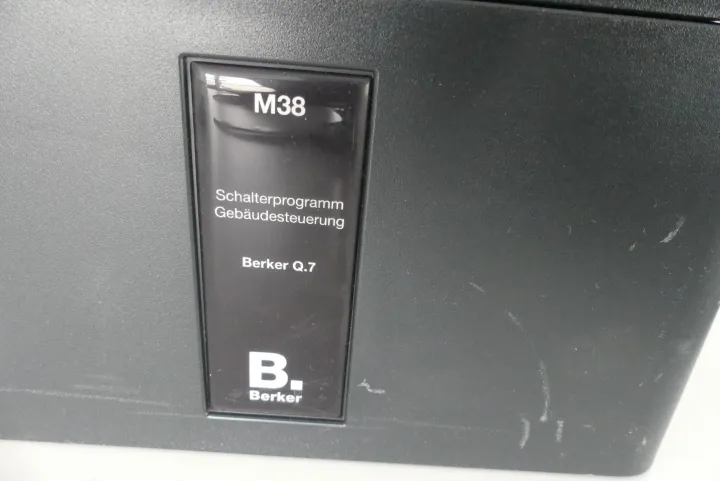 M38
Schalterprogramm
Gebäudesteuerung
Berker Q.7
B.
Berker